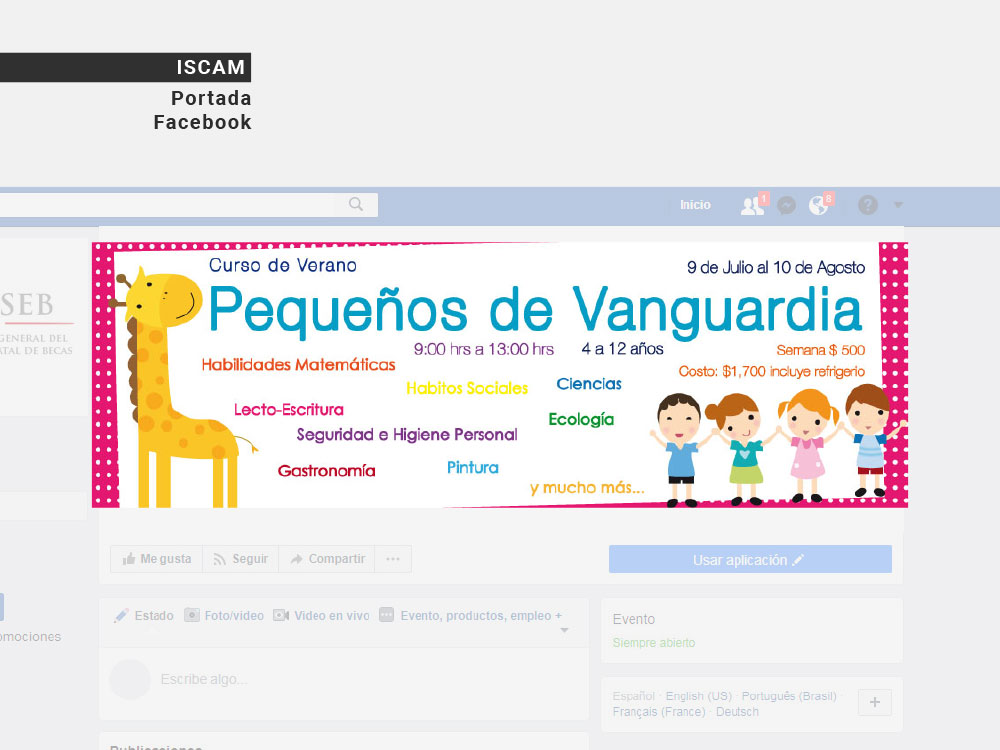 ISCAM
Portada
Facebook
Inicio
1
8
?
SEB
GENERAL DEL
ATAL DE BECAS
Curso de Verano
9 de Julio al 10 de Agosto
Pequeños de Vanguardia
9:00 hrs a 13:00 hrs
4 a 12 años
Semana $ 500
Habilidades Matemáticas
Costo: $1,700 incluye refrigerio
Habitos Sociales
Ciencias
Lecto-Escritura
Ecología
Seguridad e Higiene Personal
Gastronomía
Pintura
y mucho más...
Me gusta
Seguir
Compartir
...
Usar aplicación
Estado
Foto/video
Video en vivo
Evento, productos, empleo +
Evento
Siempre abierto
omociones
Escribe algo...
Español · English (US) · Português (Brasil) ·
Français (France) · Deutsch
+
Publicaciones